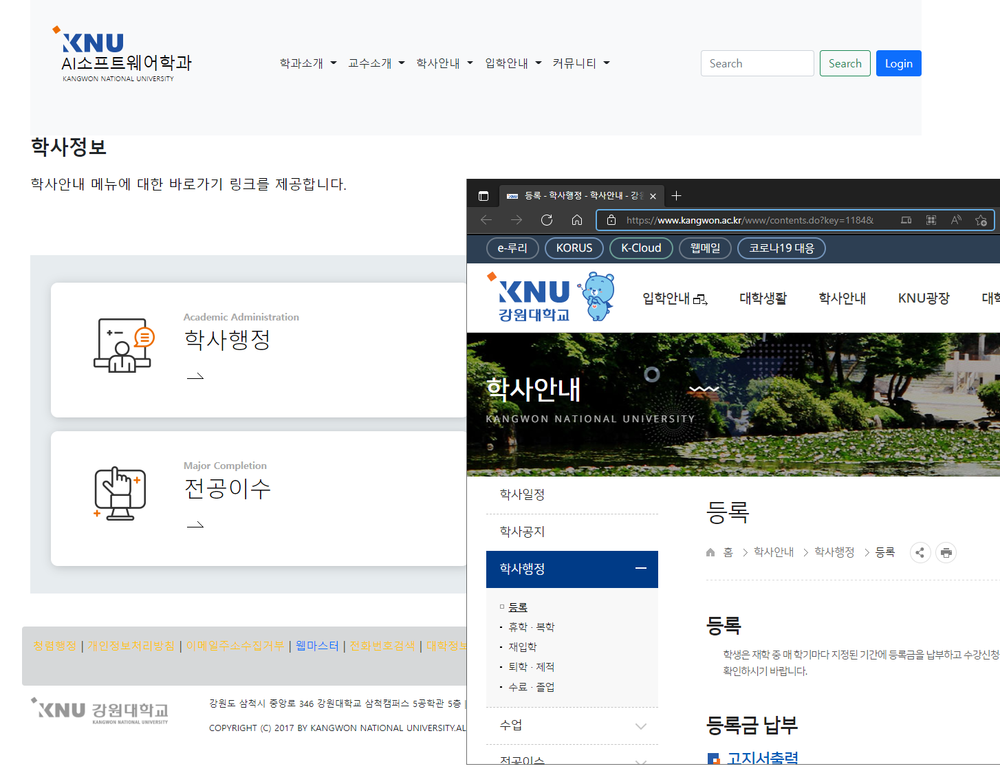 KNU
AI소프트웨어학과
KANGWON NATIONAL UNIVERSITY
학과소개 교수소개 학사안내 입학안내 커뮤니티
Search Search Login
학사정보
학사안내 메뉴에 대한 바로가기 링크를 제공합니다.
Academic Administration
학사행정
Major Completion
전공이수
청렴행정 | 개인정보처리방침 | 이메일주소수집거부 | 웹마스터 | 전화번호검색 | 대학정보
KNU 강원대학교
KANGWON NATIONAL UNIVERSITY
강원도 삼척시 중앙로 346 강원대학교 삼척캠퍼스 5공학관 5층 |
COPYRIGHT (C) 2017 BY KANGWON NATIONAL UNIVERSITY.AL
KNU 등록 - 학사행정 - 학사안내 - 강원
https://www.kangwon.ac.kr/www/contents.do?key=1184&
e-루리 KORUS K-Cloud 웹메일 코로나19 대응
KNU
강원대학교
입학안내 대학생활 학사안내 KNU광장 대학
학사안내
KANGWON NATIONAL UNIVERSITY
학사일정
학사공지
학사행정
등록
휴학 · 복학
재입학
퇴학 · 제적
수료 · 졸업
수업
전공이수
등록
홈 > 학사안내 > 학사행정 > 등록
등록
학생은 재학 중 매 학기마다 지정된 기간에 등록금을 납부하고 수강신청
확인하시기 바랍니다.
등록금 납부
고지서출력